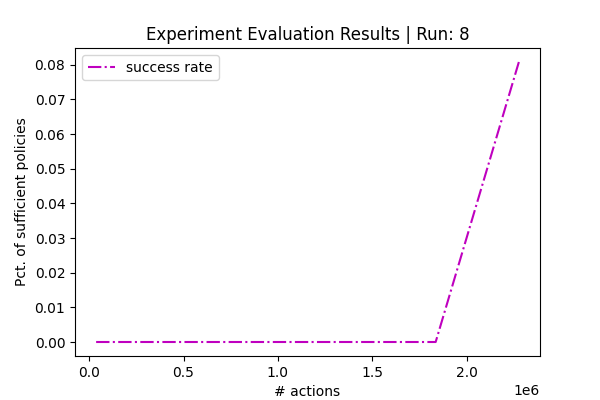 Experiment Evaluation Results | Run: 8
success rate
Pct. of sufficient policies
0.08
0.07
0.06
0.05
0.04
0.03
0.02
0.01
0.00
0.0 0.5 1.0 1.5 2.0
1e6
# actions